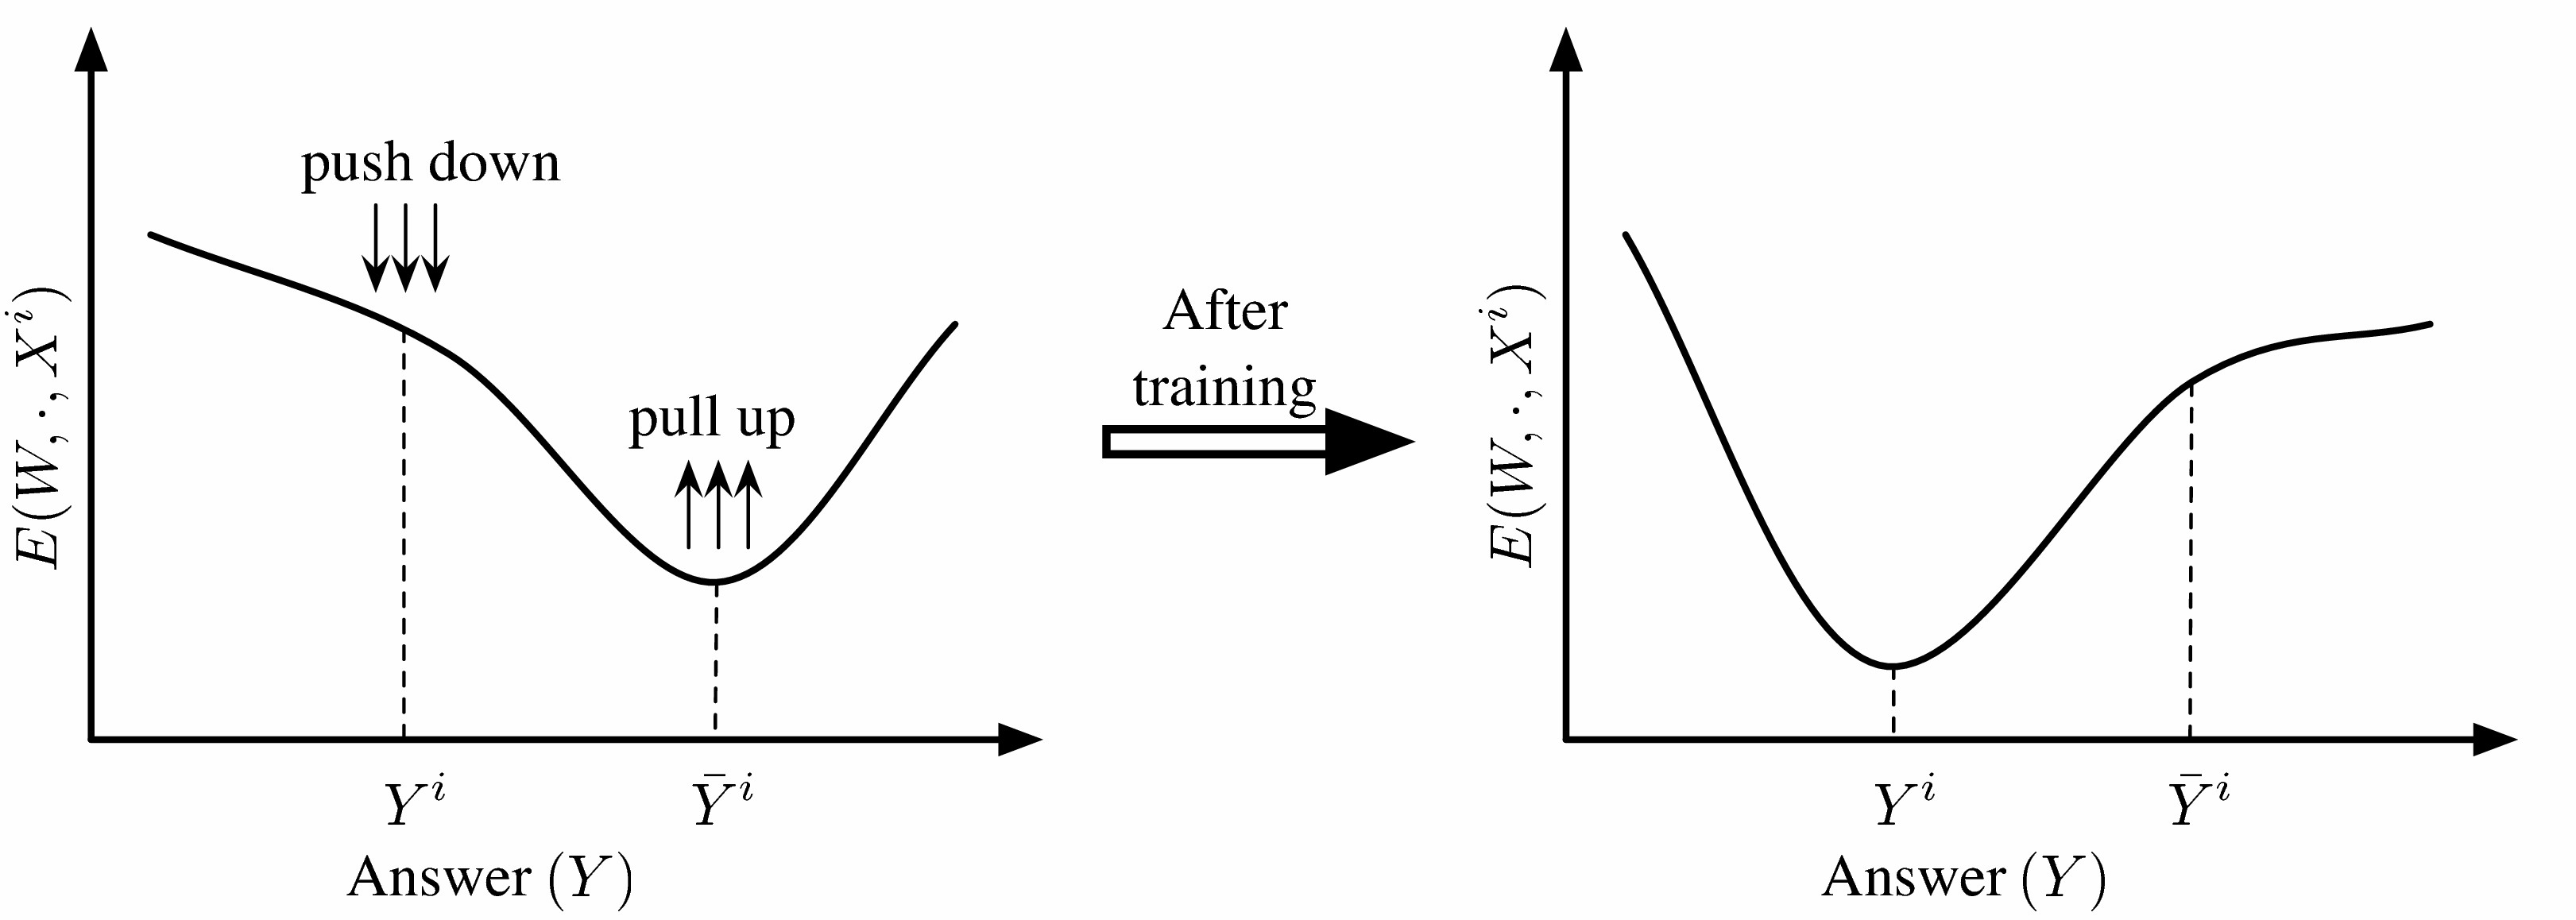 push down
pull up
E(W, ·, X^i)
Y^i
Ȳ^i
Answer (Y)
After
training
E(W, ·, X^i)
Y^i
Ȳ^i
Answer (Y)